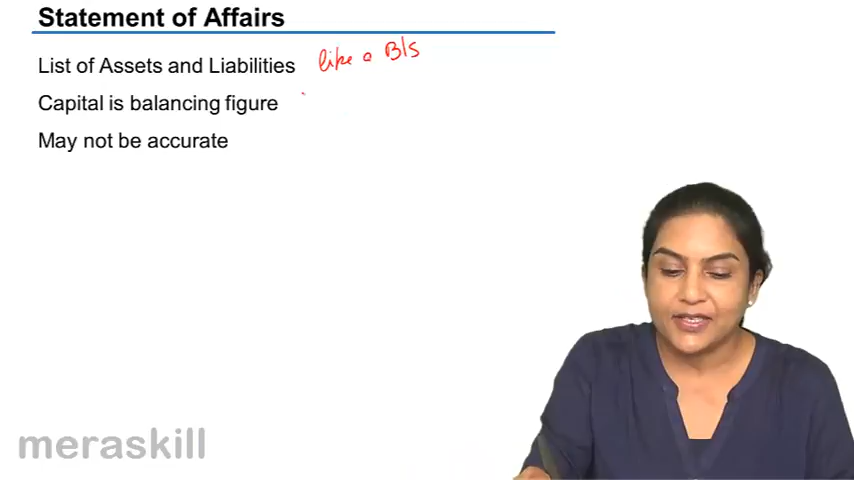 Statement of Affairs
List of Assets and Liabilities like a B/S
Capital is balancing figure
May not be accurate
meraskill